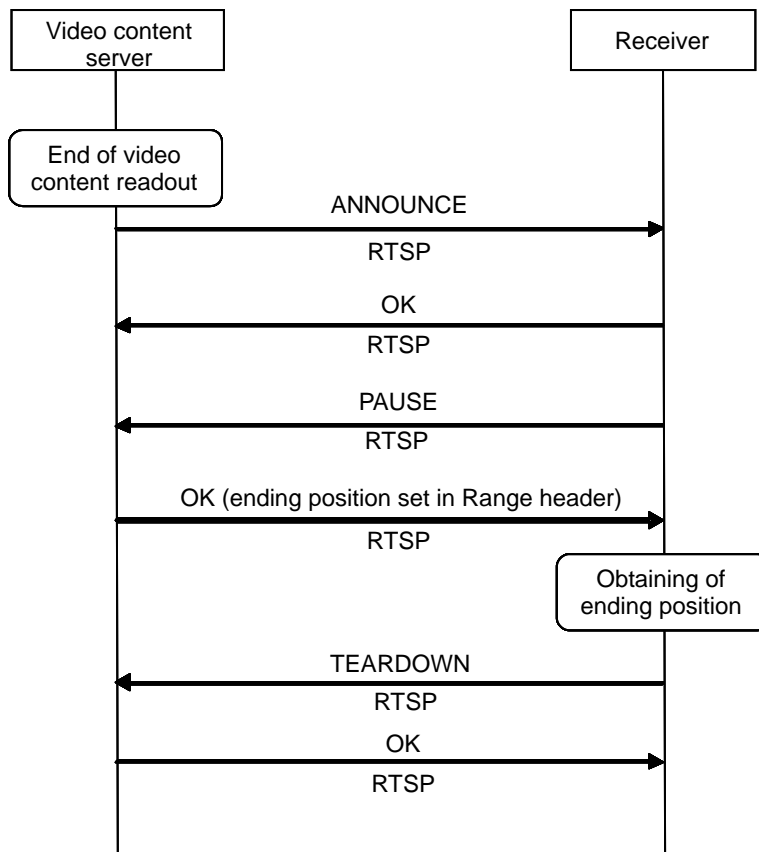 Video content
server
Receiver
End of video
content readout
ANNOUNCE
RTSP
OK
RTSP
PAUSE
RTSP
OK (ending position set in Range header)
RTSP
Obtaining of
ending position
TEARDOWN
RTSP
OK
RTSP